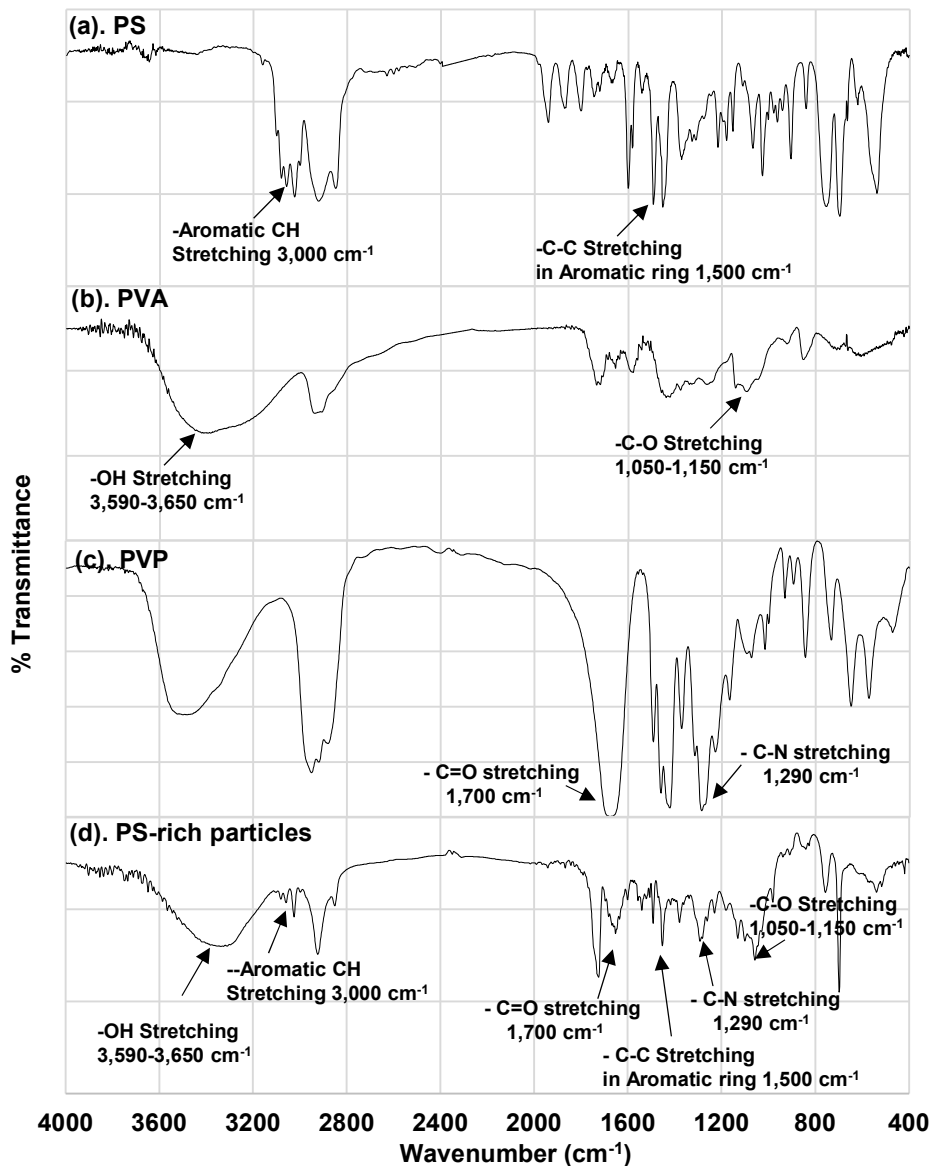 (a). PS
-Aromatic CH
Stretching 3,000 cm-1
-C-C Stretching
in Aromatic ring 1,500 cm-1
(b). PVA
-OH Stretching
3,590-3,650 cm-1
-C-O Stretching
1,050-1,150 cm-1
(c). PVP
- C=O stretching
1,700 cm-1
- C-N stretching
1,290 cm-1
(d). PS-rich particles
-OH Stretching
3,590-3,650 cm-1
--Aromatic CH
Stretching 3,000 cm-1
- C=O stretching
1,700 cm-1
- C-C Stretching
in Aromatic ring 1,500 cm-1
- C-N stretching
1,290 cm-1
-C-O Stretching
1,050-1,150 cm-1
% Transmittance
4000 3600 3200 2800 2400 2000 1600 1200 800 400
Wavenumber (cm-1)